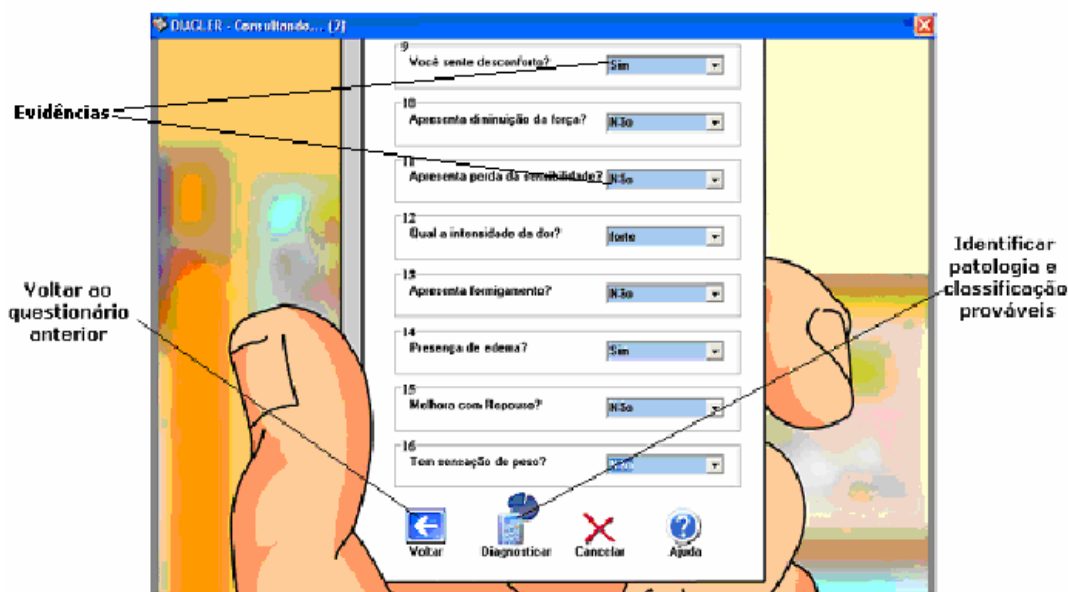 DIAGLER - Consultando.... (2)
9
Você sente desconforto?
Sim
Evidências
10
Apresenta diminuição da força?
Não
11
Apresenta perda da sensibilidade?
Não
12
Qual a intensidade da dor?
forte
Identificar
patologia e
classificação
prováveis
13
Apresenta formigamento?
Não
Voltar ao
questionário
anterior
14
Presença de edema?
Sim
15
Melhora com Repouso?
Não
16
Tem sensação de peso?
Não
Voltar
Diagnosticar
Cancelar
Ajuda